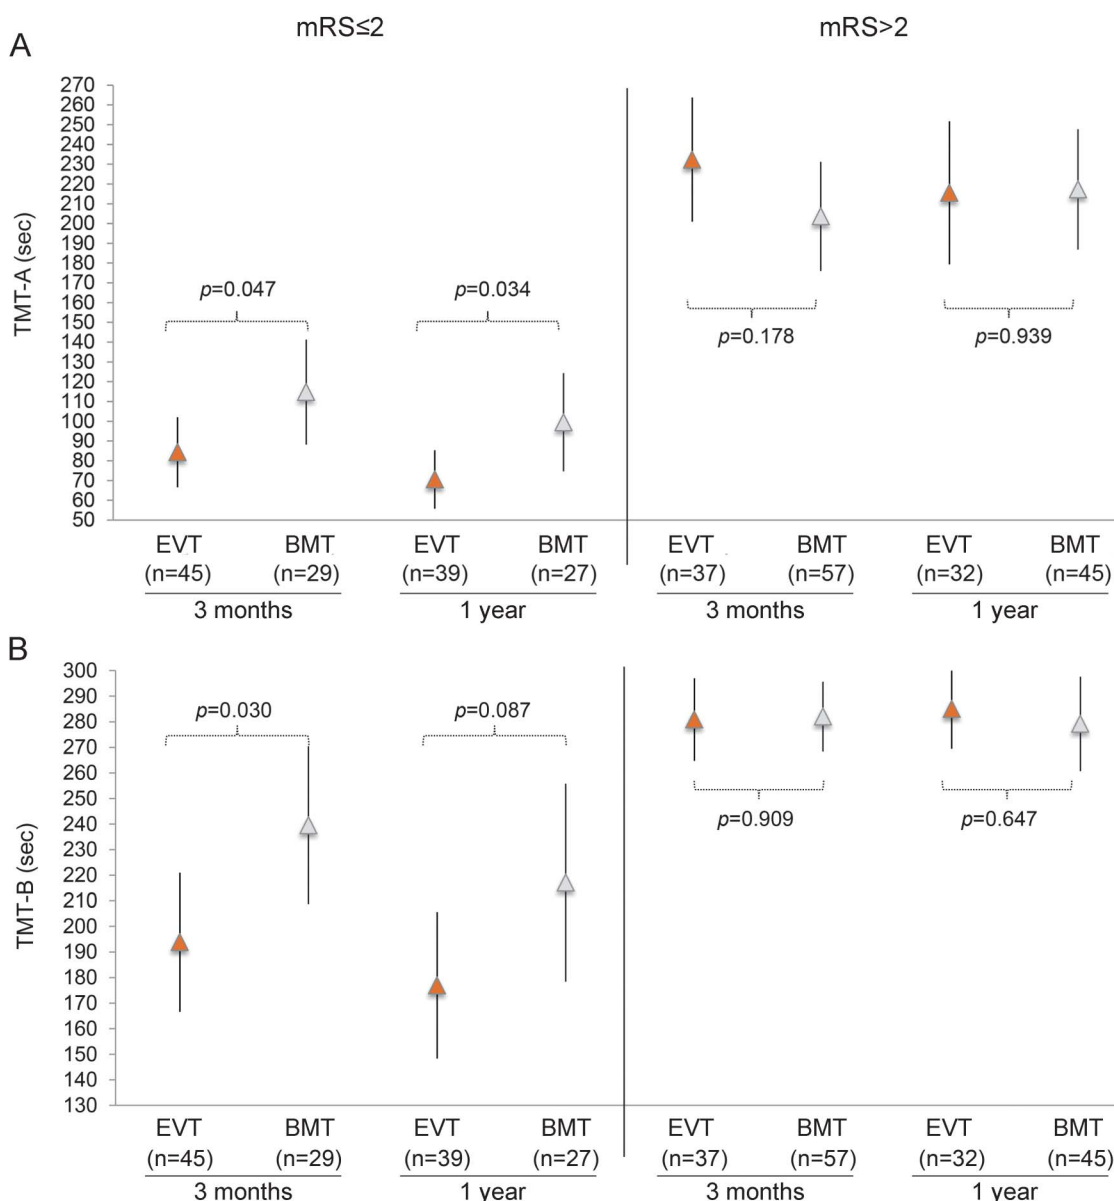 mRS≤2 mRS>2
A
270
260
250
240
230
220
210
200
190
180
170
160
150
140
130
120
110
100
90
80
70
60
50
TMT-A (sec)
p=0.047 p=0.034
p=0.178 p=0.939
EVT BMT EVT BMT EVT BMT EVT BMT
(n=45) (n=29) (n=39) (n=27) (n=37) (n=57) (n=32) (n=45)
3 months 1 year 3 months 1 year
B
300
290
280
270
260
250
240
230
220
210
200
190
180
170
160
150
140
130
TMT-B (sec)
p=0.030 p=0.087
p=0.909 p=0.647
EVT BMT EVT BMT EVT BMT EVT BMT
(n=45) (n=29) (n=39) (n=27) (n=37) (n=57) (n=32) (n=45)
3 months 1 year 3 months 1 year